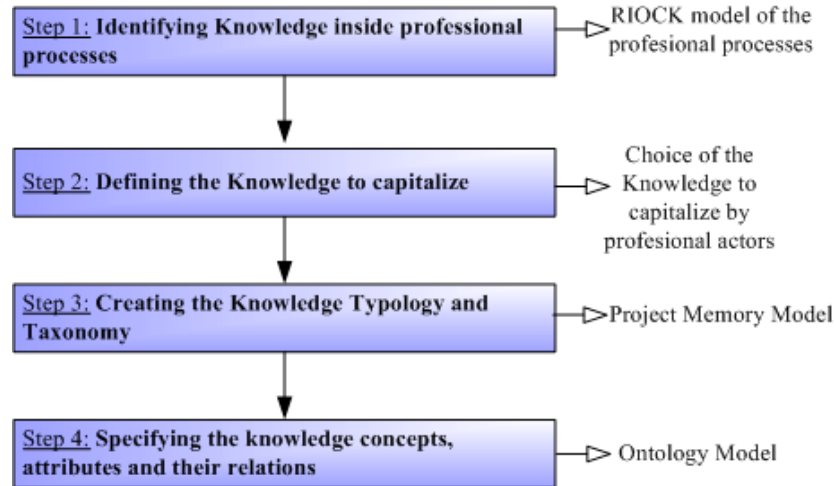 Step 1: Identifying Knowledge inside professional
processes
RIOCK model of the
profesional processes
Step 2: Defining the Knowledge to capitalize
Choice of the
Knowledge to
capitalize by
profesional actors
Step 3: Creating the Knowledge Typology and
Taxonomy
Project Memory Model
Step 4: Specifying the knowledge concepts,
attributes and their relations
Ontology Model